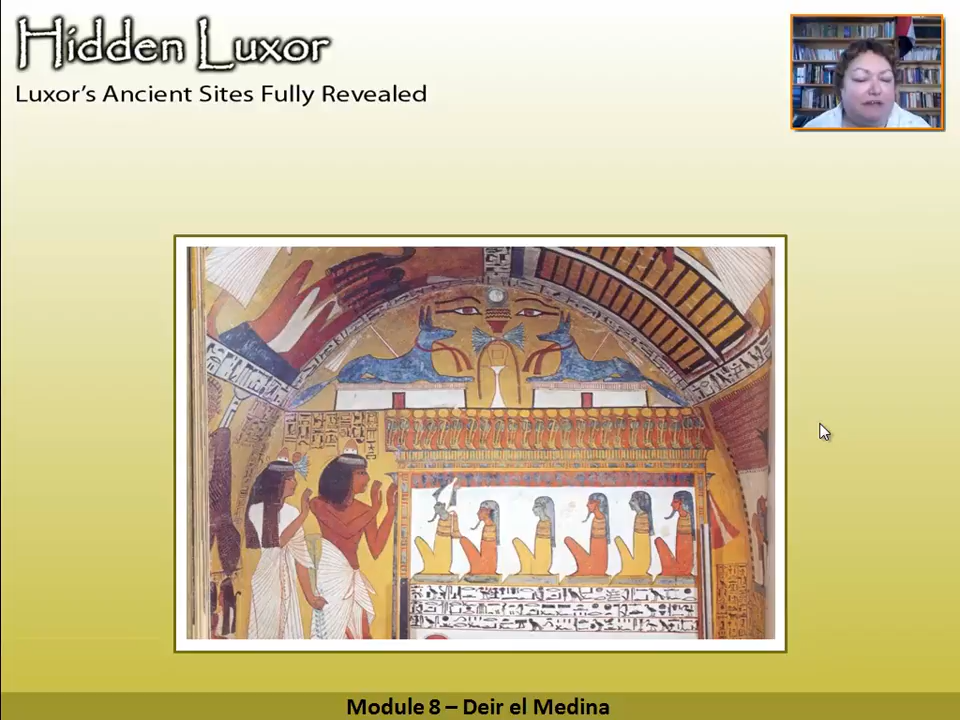 Hidden Luxor
Luxor's Ancient Sites Fully Revealed
Module 8 – Deir el Medina